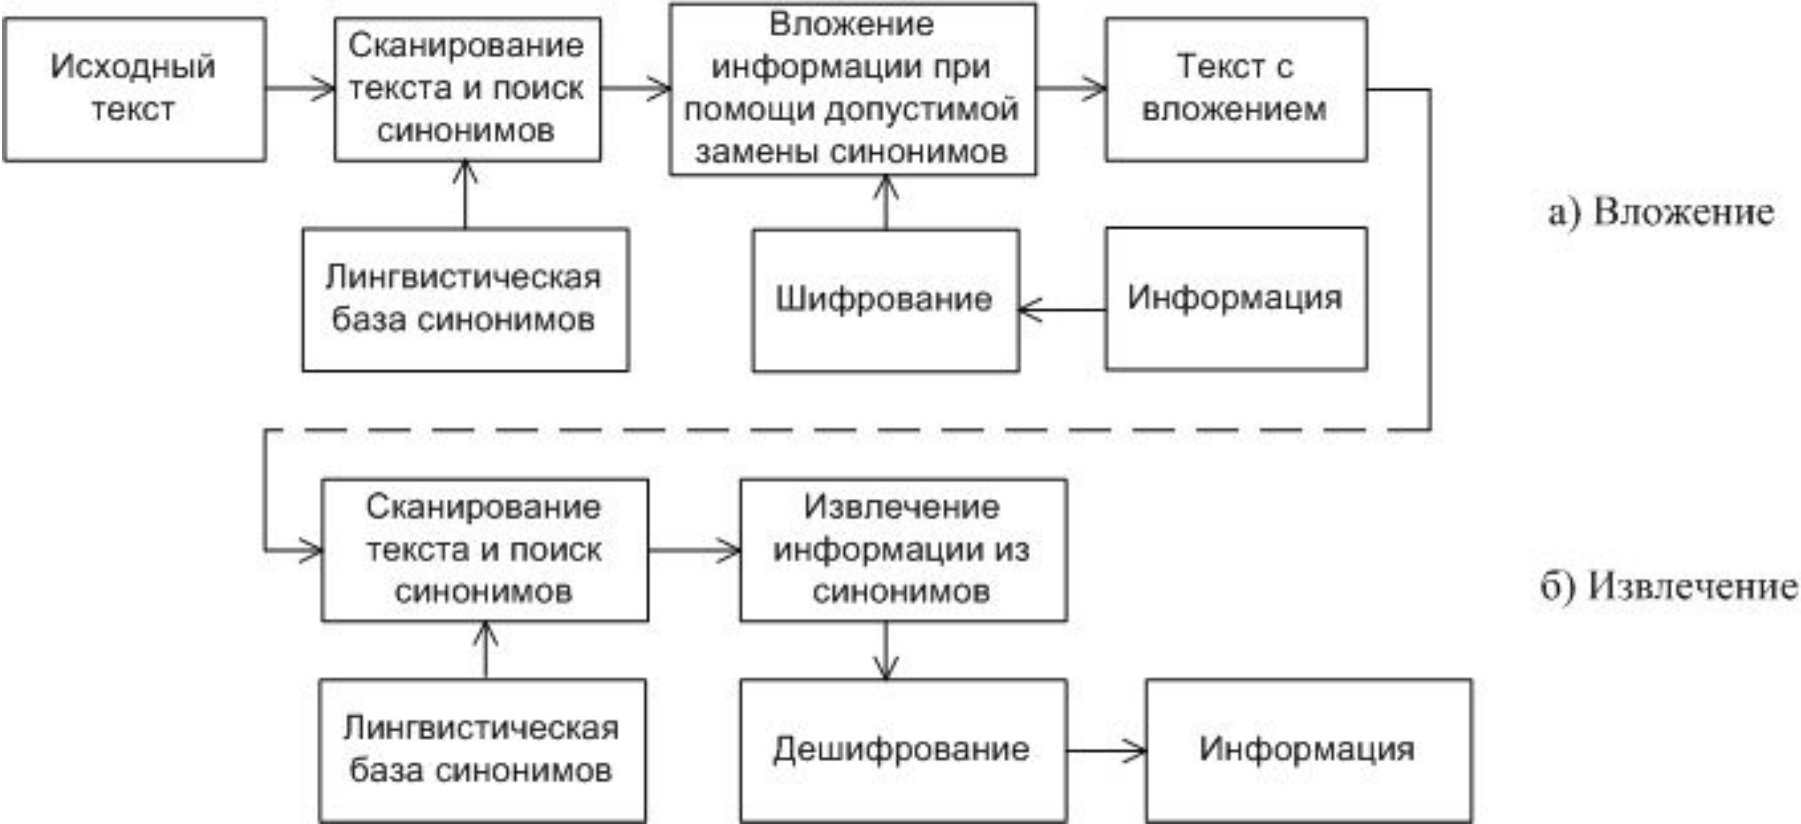 Исходный
текст
Сканирование
текста и поиск
синонимов
Вложение
информации при
помощи допустимой
замены синонимов
Текст с
вложением
Лингвистическая
база синонимов
Шифрование
Информация
а) Вложение
Сканирование
текста и поиск
синонимов
Извлечение
информации из
синонимов
Лингвистическая
база синонимов
Дешифрование
Информация
б) Извлечение